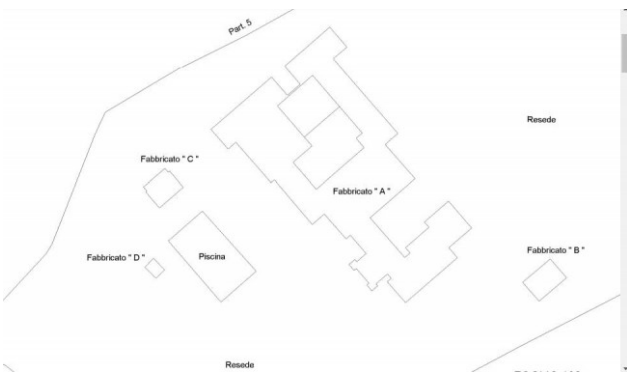 Part. 5
Resede
Fabbricato " C "
Fabbricato " A "
Fabbricato " D "
Piscina
Fabbricato " B "
Resede